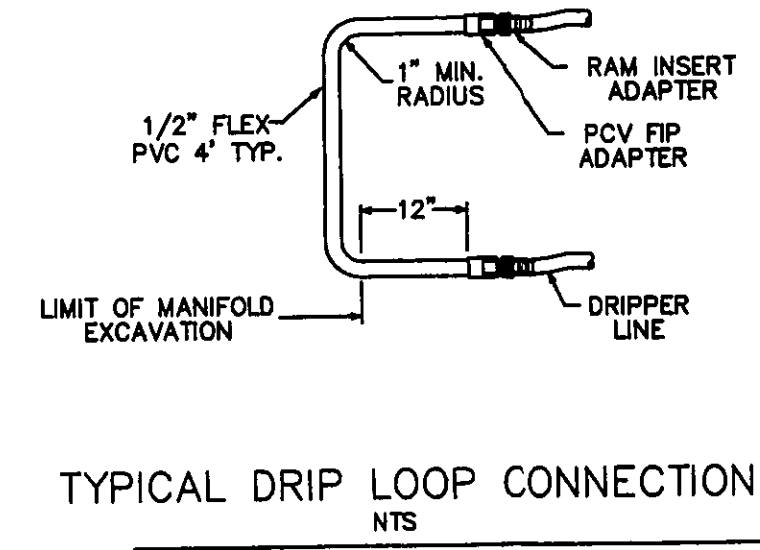 1" MIN.
RADIUS
RAM INSERT
ADAPTER
1/2" FLEX
PVC 4' TYP.
PCV FIP
ADAPTER
12"
LIMIT OF MANIFOLD
EXCAVATION
DRIPPER
LINE
TYPICAL DRIP LOOP CONNECTION
NTS